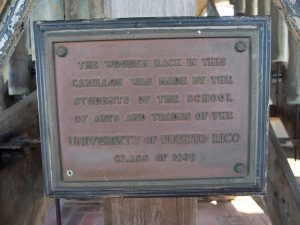 THE WOODEN RACK IN THIS
CARILLON WAS MADE BY THE
STUDENTS OF THE SCHOOL
OF ARTS AND TRADES OF THE
UNIVERSITY OF PUERTO RICO
CLASS OF 1939